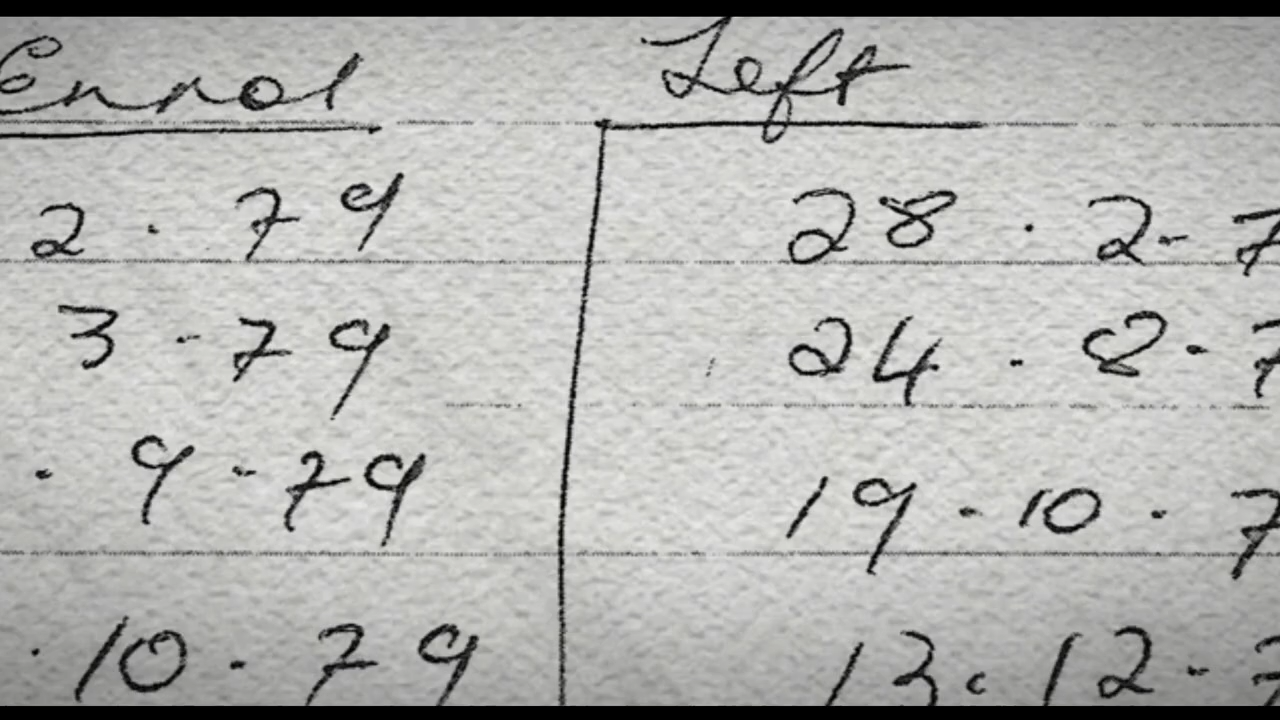 Enrol Left
2 . 79 28 . 2 - 7
3 - 79 24 . 8 - 7
. 9 - 79 19 - 10 . 7
. 10 - 79 13 . 12 - 7